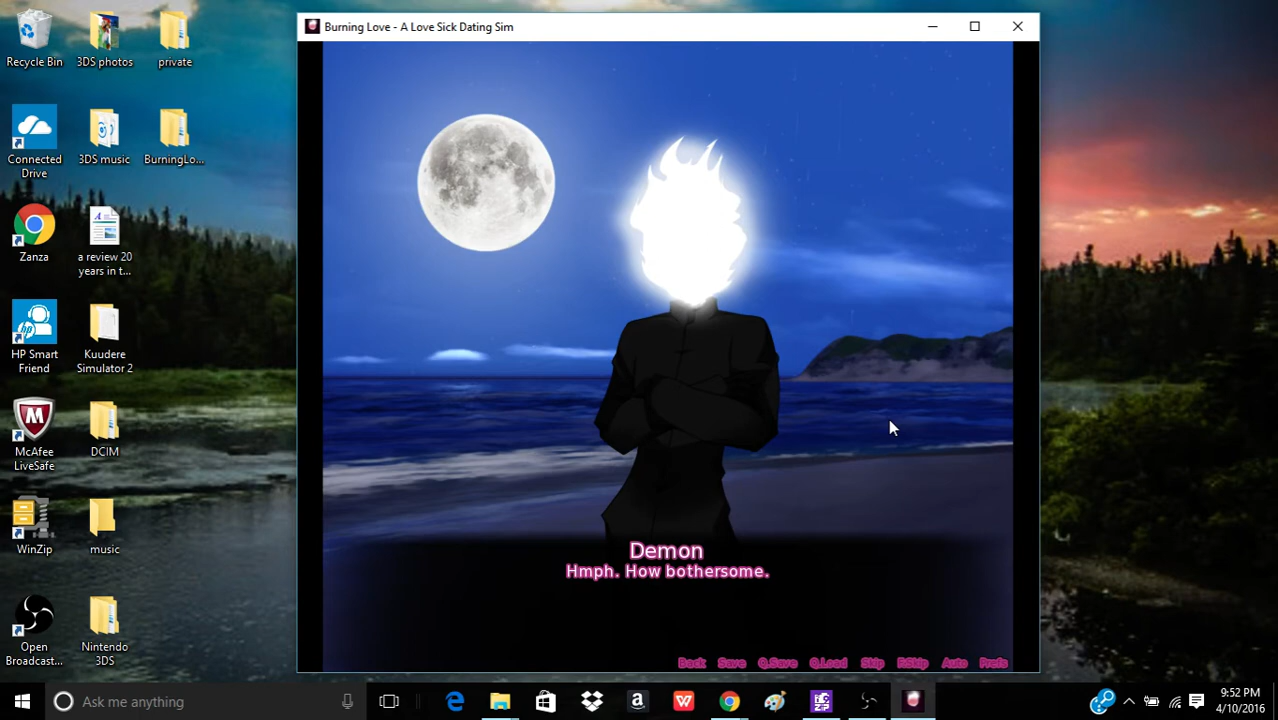 Burning Love - A Love Sick Dating Sim
Recycle Bin
3DS photos
private
Connected
Drive
3DS music
BurningLo...
Zanza
a review 20
years in t...
HP Smart
Friend
Kuudere
Simulator 2
McAfee
LiveSafe
DCIM
WinZip
music
Open
Broadcast...
Nintendo
3DS
Demon
Hmph. How bothersome.
Back Save Q.Save Q.Load Skip F.Skip Auto Prefs
Ask me anything
9:52 PM
4/10/2016